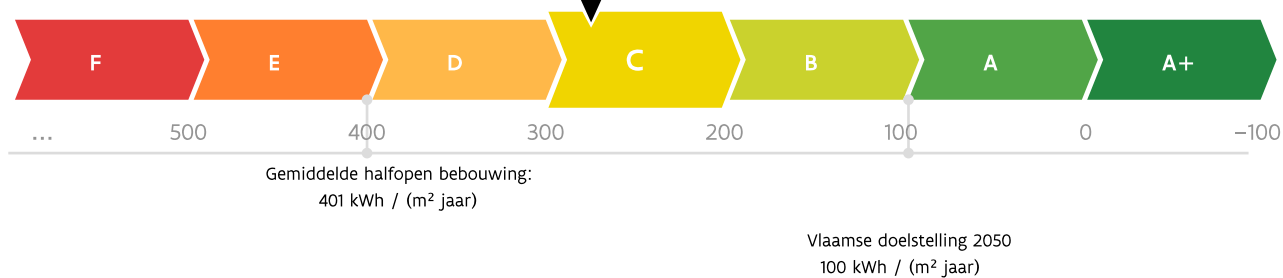 F E D C B A A+
... 500 400 300 200 100 0 –100
Gemiddelde halfopen bebouwing:
401 kWh / (m² jaar)
Vlaamse doelstelling 2050
100 kWh / (m² jaar)